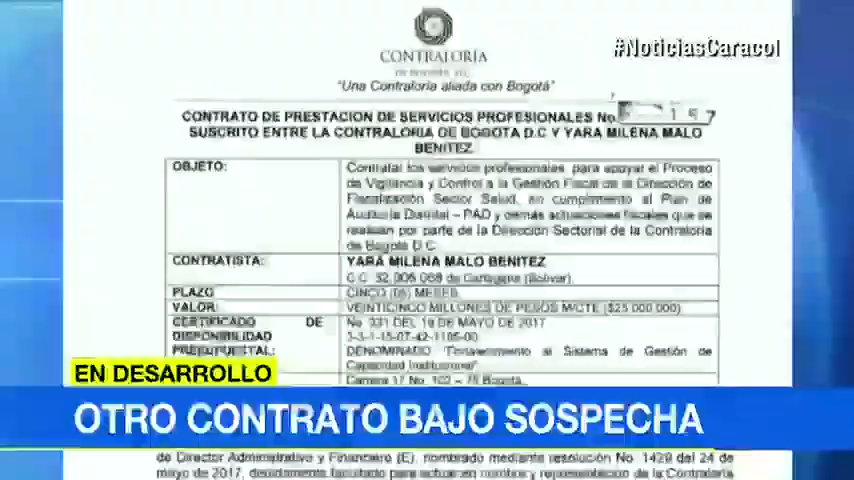 #NoticiasCaracol
CONTRALORÍA
DE BOGOTÁ, D.C.
"Una Contraloría aliada con Bogotá"
CONTRATO DE PRESTACION DE SERVICIOS PROFESIONALES No. 157
SUSCRITO ENTRE LA CONTRALORIA DE BOGOTA D.C Y YARA MILENA MALO
BENITEZ
OBJETO: Contratar los servicios profesionales para apoyar el Proceso
de Vigilancia y Control a la Gestión Fiscal de la Dirección de
Fiscalización Sector Salud, en cumplimiento al Plan de
Auditoría Distrital – PAD y demás actuaciones fiscales que se
realicen por parte de la Dirección Sectorial de la Contraloría
de Bogotá D.C.
CONTRATISTA: YARA MILENA MALO BENITEZ
C.C. de Cartagena (Bolívar)
PLAZO CINCO (05) MESES
VALOR: VEINTICINCO MILLONES DE PESOS M/CTE ($25.000.000)
CERTIFICADO DE No. 331 DEL DE MAYO DE 2017
DISPONIBILIDAD
PRESUPUESTAL: DENOMINADO "Fortalecimiento al Sistema de Gestión de
Capacidad Institucional"
Carrera No. Bogotá.
EN DESARROLLO
OTRO CONTRATO BAJO SOSPECHA
de Director Administrativo y Financiero (E), nombrado mediante resolución No. 1429 del 24 de
mayo de 2017, debidamente facultado para actuar en nombre y representación de la Contraloría